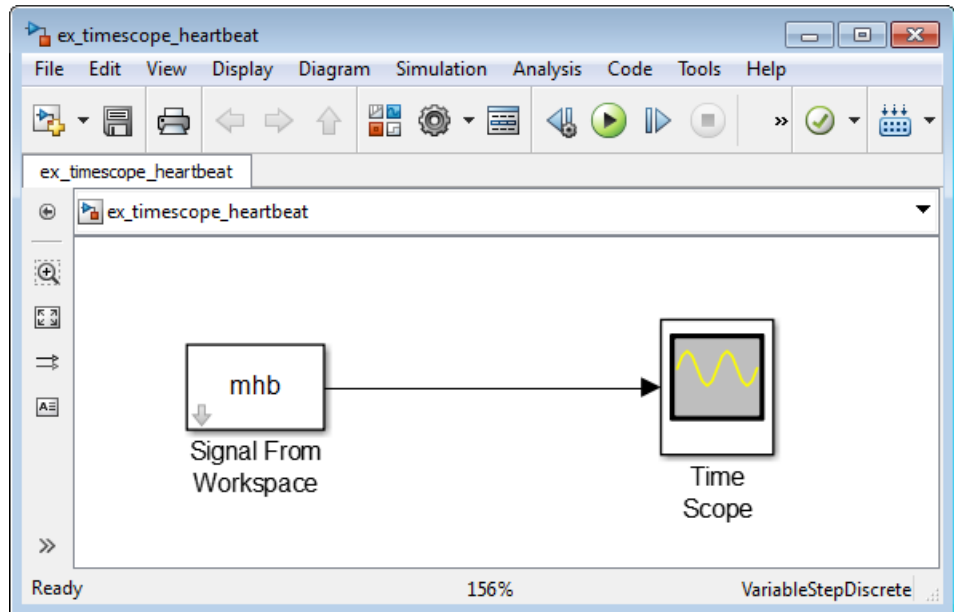 ex_timescope_heartbeat
File Edit View Display Diagram Simulation Analysis Code Tools Help
»
ex_timescope_heartbeat
ex_timescope_heartbeat
mhb
Signal From
Workspace
Time
Scope
A≡
»
Ready 156% VariableStepDiscrete